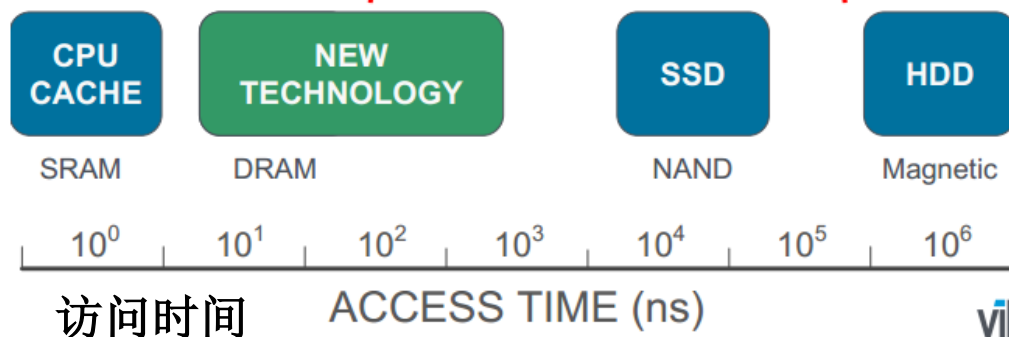 CPU CACHE
NEW TECHNOLOGY
SSD
HDD
SRAM
DRAM
NAND
Magnetic
10⁰ 10¹ 10² 10³ 10⁴ 10⁵ 10⁶
访问时间 ACCESS TIME (ns)